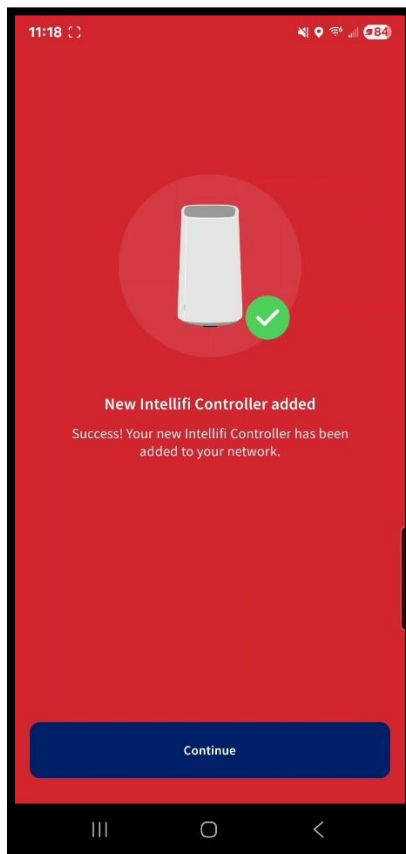 11:18
84
New Intellifi Controller added
Success! Your new Intellifi Controller has been
added to your network.
Continue